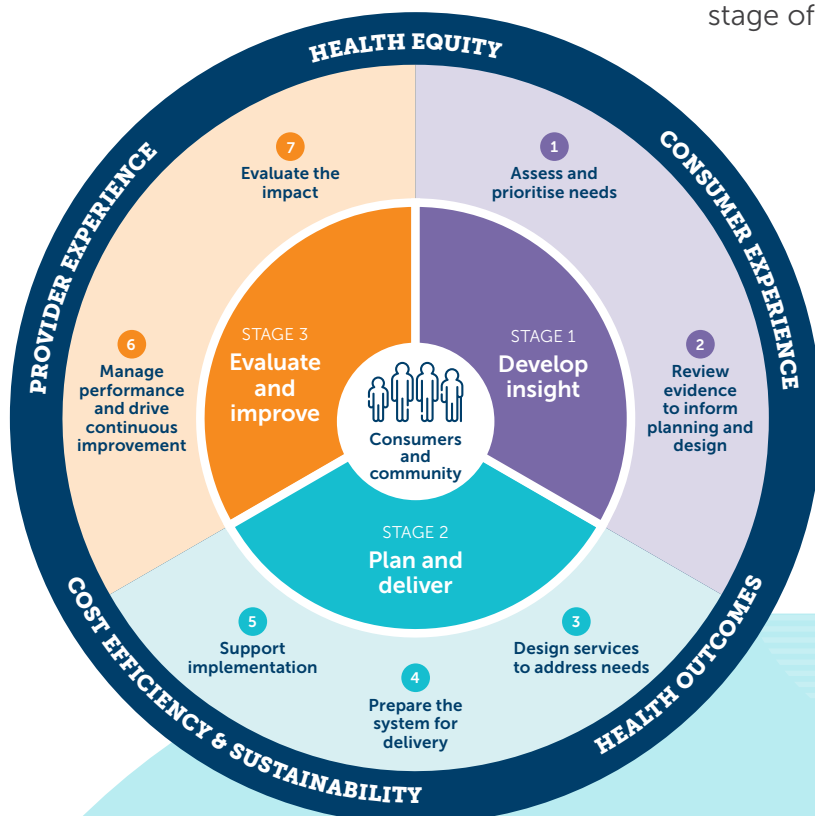 stage of
HEALTH EQUITY
CONSUMER EXPERIENCE
HEALTH OUTCOMES
COST EFFICIENCY & SUSTAINABILITY
PROVIDER EXPERIENCE
1
Assess and
prioritise needs
2
Review
evidence
to inform
planning and
design
3
Design services
to address needs
4
Prepare the
system for
delivery
5
Support
implementation
6
Manage
performance
and drive
continuous
improvement
7
Evaluate the
impact
STAGE 1
Develop
insight
STAGE 2
Plan and
deliver
STAGE 3
Evaluate
and
improve
Consumers
and
community